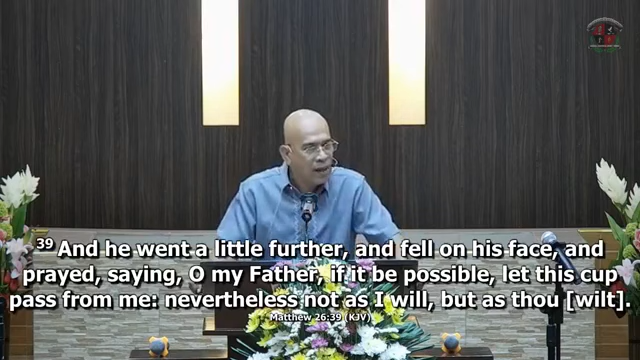 39 And he went a little further, and fell on his face, and
prayed, saying, O my Father, if it be possible, let this cup
pass from me: nevertheless not as I will, but as thou [wilt].
Matthew 26:39 (KJV)